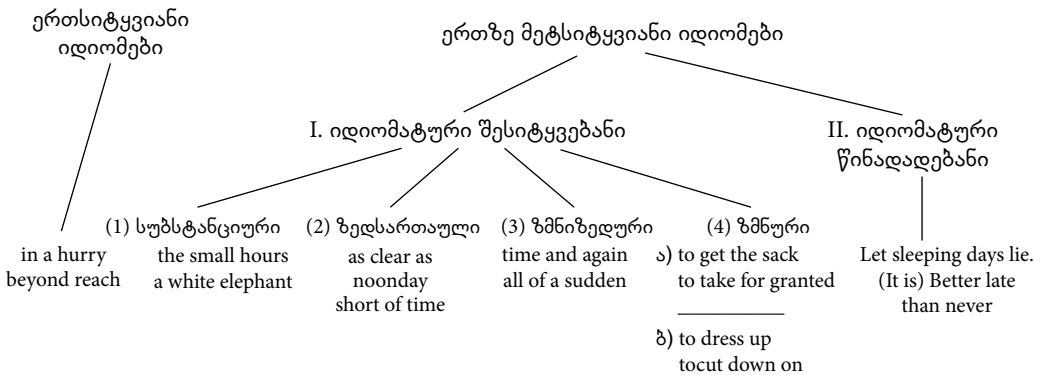 ერთსიტყვიანი
იდიომები
ერთზე მეტსიტყვიანი იდიომები
I. იდიომატური შესიტყვებანი
II. იდიომატური
წინადადებანი
in a hurry
beyond reach
(1) სუბსტანციური
the small hours
a white elephant
(2) ზედსართაული
as clear as
noonday
short of time
(3) ზმნიზედური
time and again
all of a sudden
(4) ზმნური
ა) to get the sack
to take for granted
ბ) to dress up
tocut down on
Let sleeping days lie.
(It is) Better late
than never